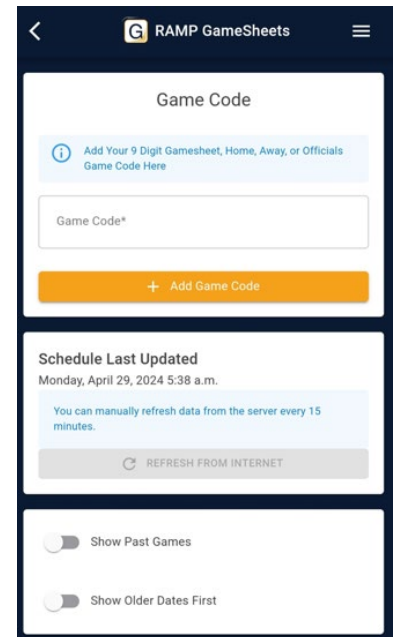 G RAMP GameSheets
Game Code
Add Your 9 Digit Gamesheet, Home, Away, or Officials
Game Code Here
Game Code*
+ Add Game Code
Schedule Last Updated
Monday, April 29, 2024 5:38 a.m.
You can manually refresh data from the server every 15
minutes.
REFRESH FROM INTERNET
Show Past Games
Show Older Dates First